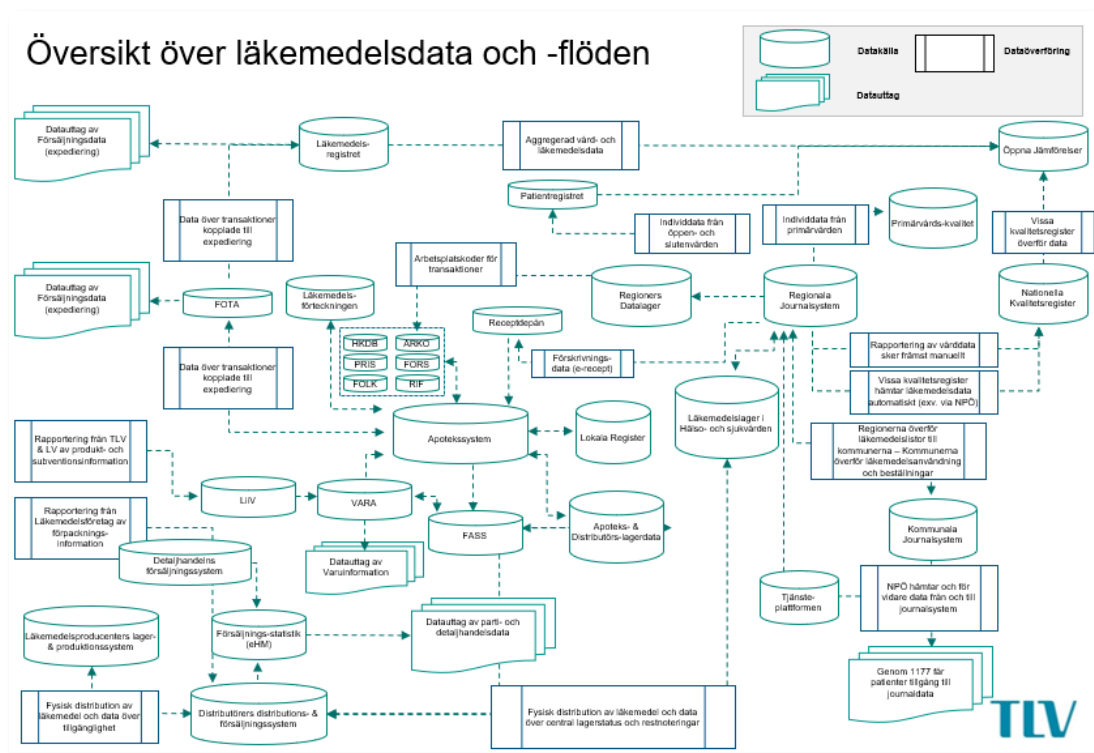 Översikt över läkemedelsdata och -flöden
Datakälla
Dataöverföring
Datauttag
Datauttag av
Försäljningsdata
(expediering)
Läkemedels-
registret
Aggregerad vård- och
läkemedelsdata
Öppna Jämförelser
Patientregistret
Data över transaktioner
kopplade till
expediering
Individdata från
öppen- och
slutenvården
Individdata från
primärvården
Primärvårds-kvalitet
Vissa
kvalitetsregister
överför data
Arbetsplatskoder för
transaktioner
Datauttag av
Försäljningsdata
(expediering)
FOTA
Läkemedels-
förteckningen
Regioners
Datalager
Regionala
Journalsystem
Nationella
Kvalitetsregister
Receptdepån
HKDB
ARKO
PRIS
FORS
FOLK
RIF
Förskrivnings-
data (e-recept)
Rapportering av vårddata
sker främst manuellt
Data över transaktioner
kopplade till
expediering
Vissa kvalitetsregister
hämtar läkemedelsdata
automatiskt (exv. via NPÖ)
Läkemedelslager i
Hälso- och sjukvården
Apotekssystem
Lokala Register
Rapportering från TLV
& LV av produkt- och
subventionsinformation
Regionerna överför
läkemedelslistor till
kommunerna – Kommunerna
överför läkemedelsanvändning
och beställningar
LiiV
VARA
Rapportering från
Läkemedelsföretag av
förpacknings-
information
FASS
Apoteks- &
Distributörs-lagerdata
Kommunala
Journalsystem
Detaljhandelns
försäljningssystem
Datauttag av
Varuinformation
Tjänste-
plattformen
NPÖ hämtar och för
vidare data från och till
journalsystem
Läkemedelsproducenters lager-
& produktionssystem
Försäljnings-statistik
(eHM)
Datauttag av parti- och
detaljhandelsdata
Genom 1177 får
patienter tillgång till
journaldata
Fysisk distribution av
läkemedel och data över
tillgänglighet
Distributörers distributions- &
försäljningssystem
Fysisk distribution av läkemedel och data
över central lagerstatus och restnoteringar
TLV